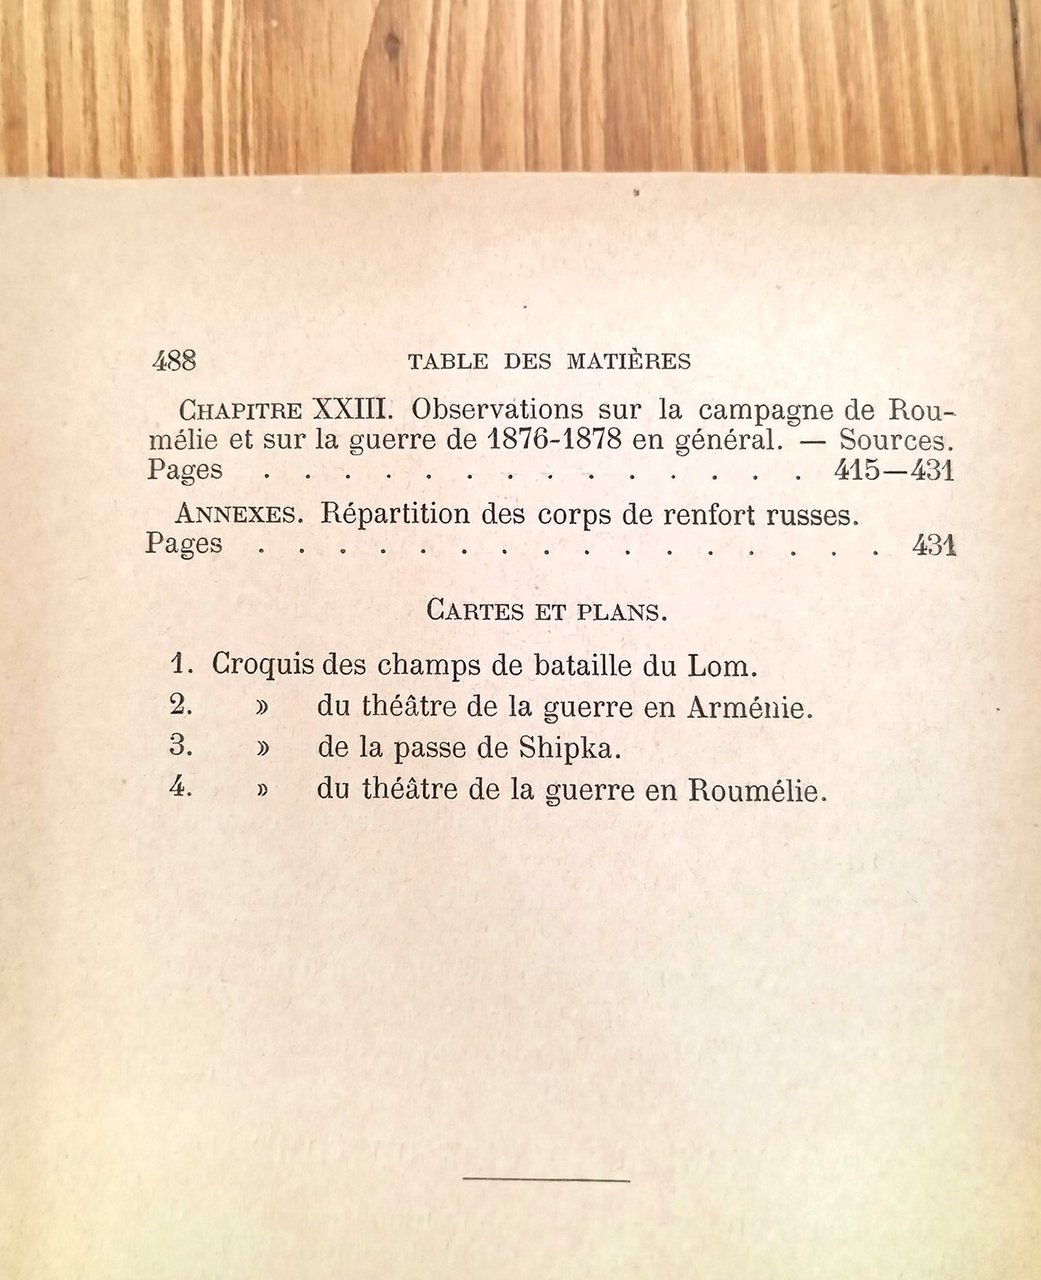 488 TABLE DES MATIÈRES
CHAPITRE XXIII. Observations sur la campagne de Rou-
mélie et sur la guerre de 1876-1878 en général. — Sources.
Pages . . . . . . . . . . . . . . 415—431
ANNEXES. Répartition des corps de renfort russes.
Pages . . . . . . . . . . . . . . . . 431
CARTES ET PLANS.
1. Croquis des champs de bataille du Lom.
2. » du théâtre de la guerre en Arménie.
3. » de la passe de Shipka.
4. » du théâtre de la guerre en Roumélie.